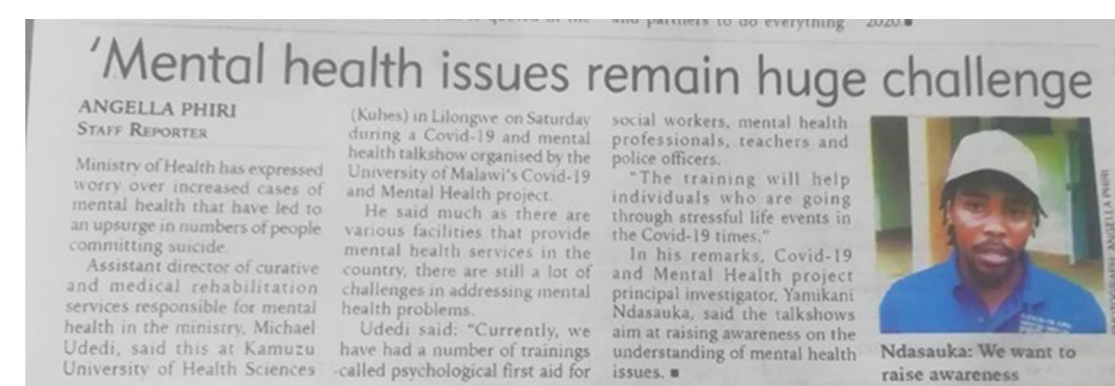 and partners to do everything
2020.■
'Mental health issues remain huge challenge
ANGELLA PHIRI
STAFF REPORTER
Ministry of Health has expressed
worry over increased cases of
mental health that have led to
an upsurge in numbers of people
committing suicide.
Assistant director of curative
and medical rehabilitation
services responsible for mental
health in the ministry, Michael
Udedi, said this at Kamuzu
University of Health Sciences
(Kuhes) in Lilongwe on Saturday
during a Covid-19 and mental
health talkshow organised by the
University of Malawi's Covid-19
and Mental Health project.
He said much as there are
various facilities that provide
mental health services in the
country, there are still a lot of
challenges in addressing mental
health problems.
Udedi said: "Currently, we
have had a number of trainings
called psychological first aid for
social workers, mental health
professionals, teachers and
police officers.
"The training will help
individuals who are going
through stressful life events in
the Covid-19 times."
In his remarks, Covid-19
and Mental Health project
principal investigator, Yamikani
Ndasauka, said the talkshows
aim at raising awareness on the
understanding of mental health
issues. ■
ANGELLA PHIRI
Ndasauka: We want to
raise awareness